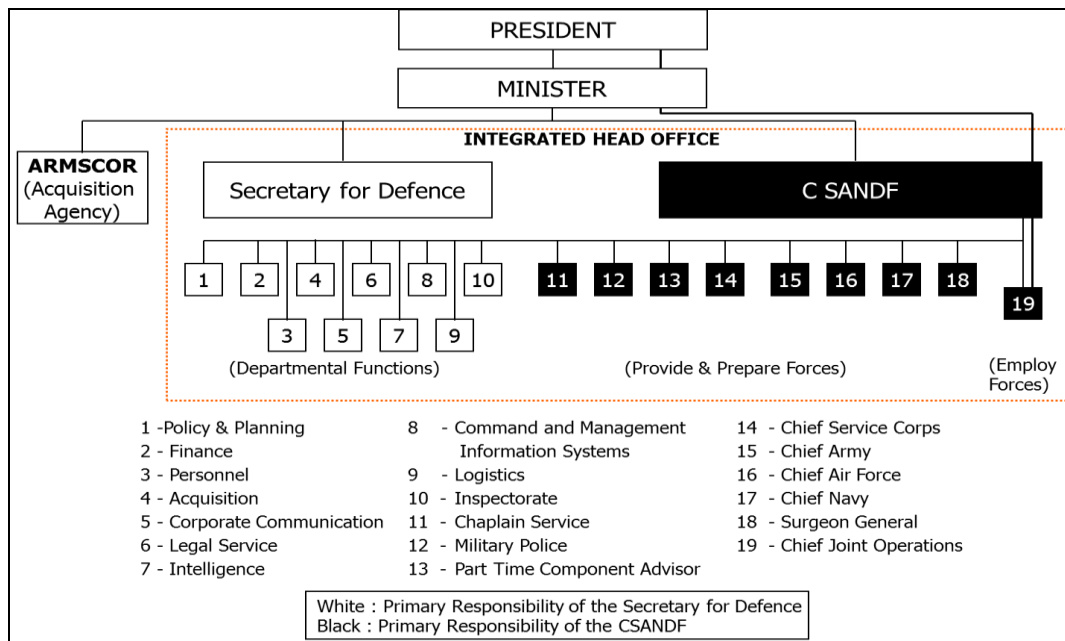 PRESIDENT
MINISTER
INTEGRATED HEAD OFFICE
ARMSCOR
(Acquisition
Agency)
Secretary for Defence
C SANDF
1
2
4
6
8
10
11
12
13
14
15
16
17
18
19
3
5
7
9
(Departmental Functions)
(Provide & Prepare Forces)
(Employ
Forces)
1 -Policy & Planning
2 - Finance
3 - Personnel
4 - Acquisition
5 - Corporate Communication
6 - Legal Service
7 - Intelligence
8 - Command and Management
Information Systems
9 - Logistics
10 - Inspectorate
11 - Chaplain Service
12 - Military Police
13 - Part Time Component Advisor
14 - Chief Service Corps
15 - Chief Army
16 - Chief Air Force
17 - Chief Navy
18 - Surgeon General
19 - Chief Joint Operations
White : Primary Responsibility of the Secretary for Defence
Black : Primary Responsibility of the CSANDF